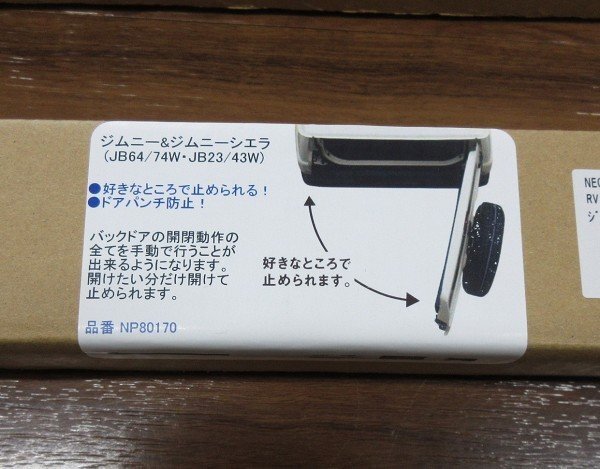 ジムニー&ジムニーシエラ
(JB64/74W・JB23/43W)
●好きなところで止められる！
●ドアパンチ防止！
バックドアの開閉動作の
全てを手動で行うことが
出来るようになります。
開けたい分だけ開けて
止められます。
品番 NP80170
好きなところで
止められます。
NEO
RV